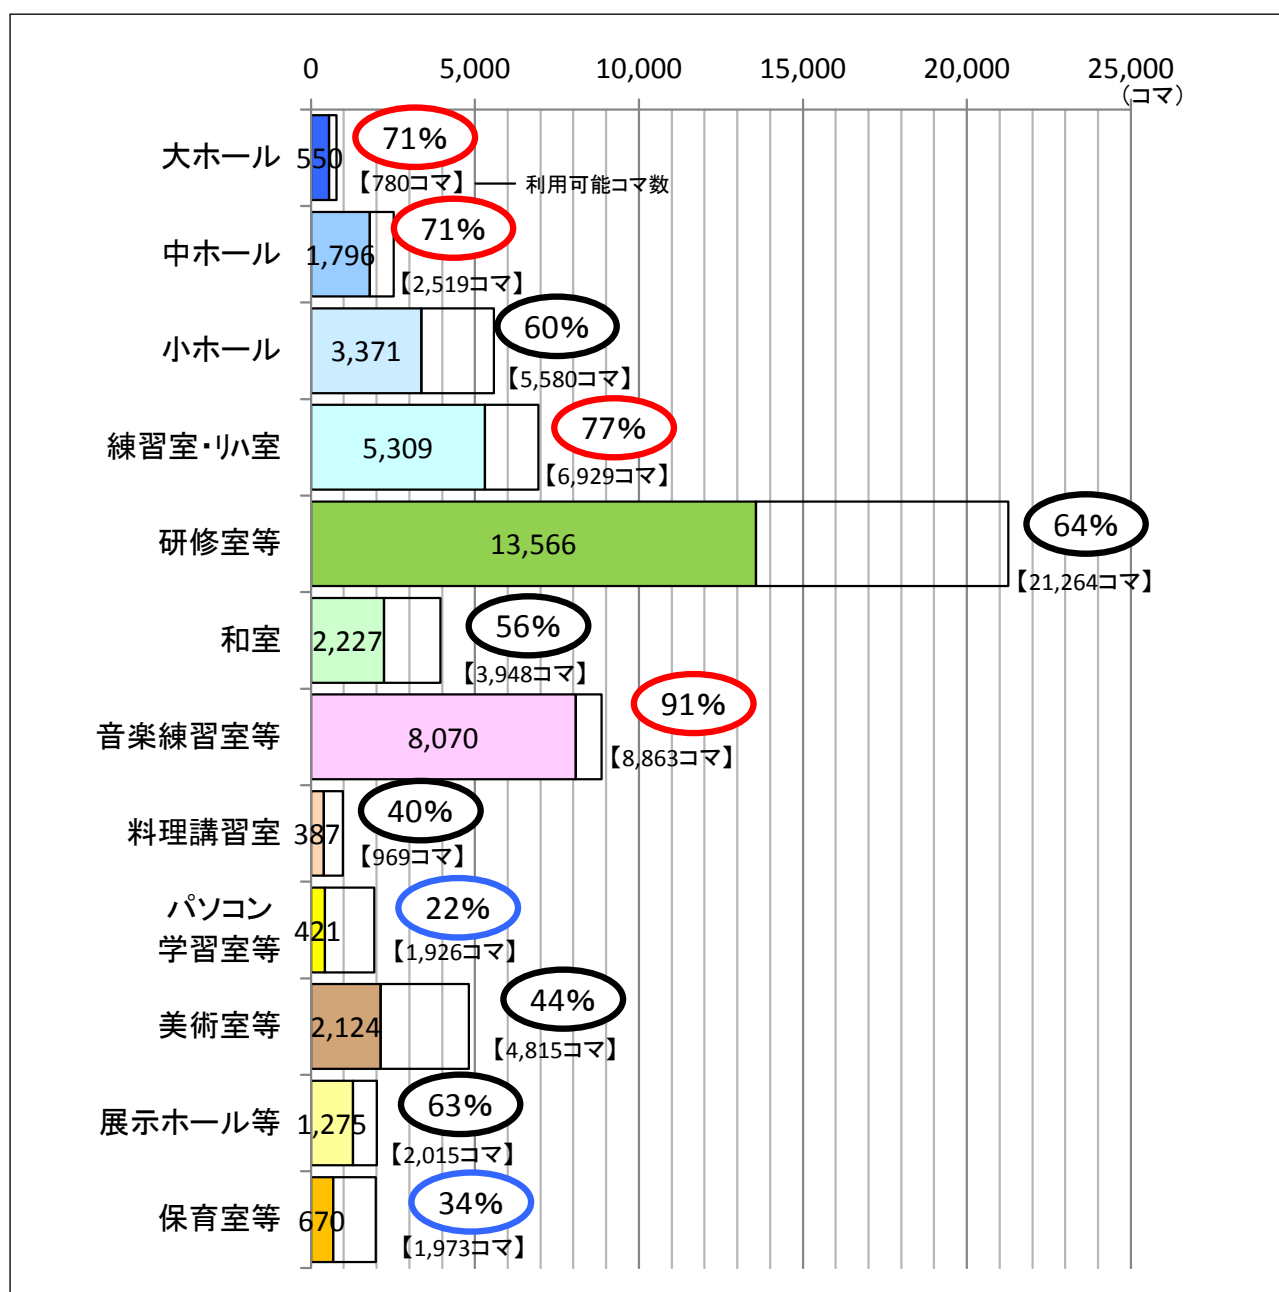 0 5,000 10,000 15,000 20,000 25,000
（コマ）
大ホール 550 71%
【780コマ】 利用可能コマ数
中ホール 1,796 71%
【2,519コマ】
小ホール 3,371 60%
【5,580コマ】
練習室・リハ室 5,309 77%
【6,929コマ】
研修室等 13,566 64%
【21,264コマ】
和室 2,227 56%
【3,948コマ】
音楽練習室等 8,070 91%
【8,863コマ】
料理講習室 387 40%
【969コマ】
パソコン
学習室等 421 22%
【1,926コマ】
美術室等 2,124 44%
【4,815コマ】
展示ホール等 1,275 63%
【2,015コマ】
保育室等 670 34%
【1,973コマ】